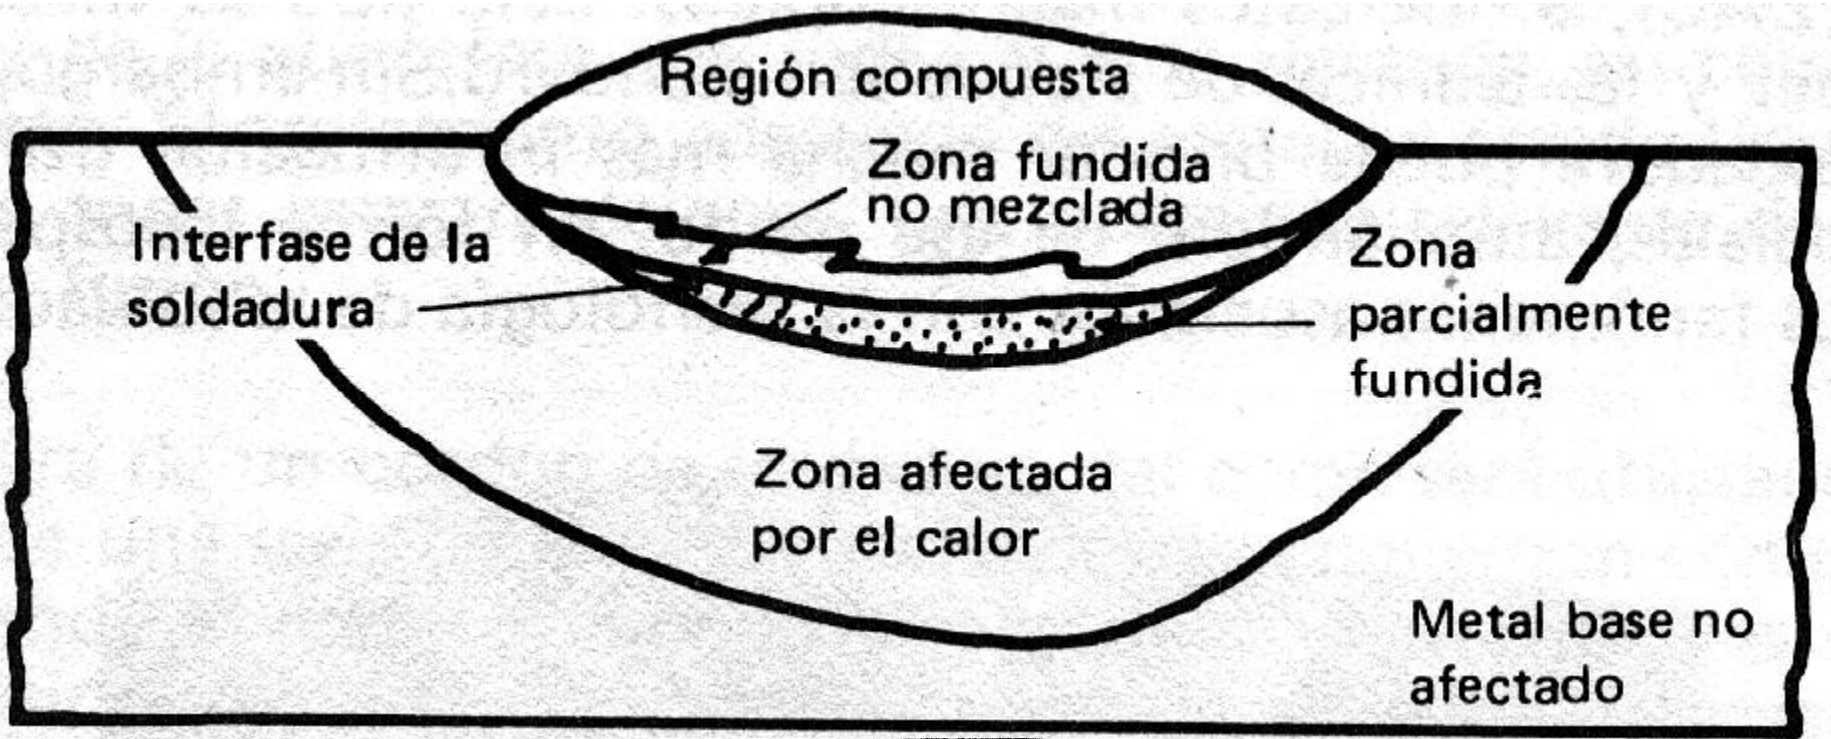 Región compuesta
Zona fundida
no mezclada
Interfase de la
soldadura
Zona
parcialmente
fundida
Zona afectada
por el calor
Metal base no
afectado